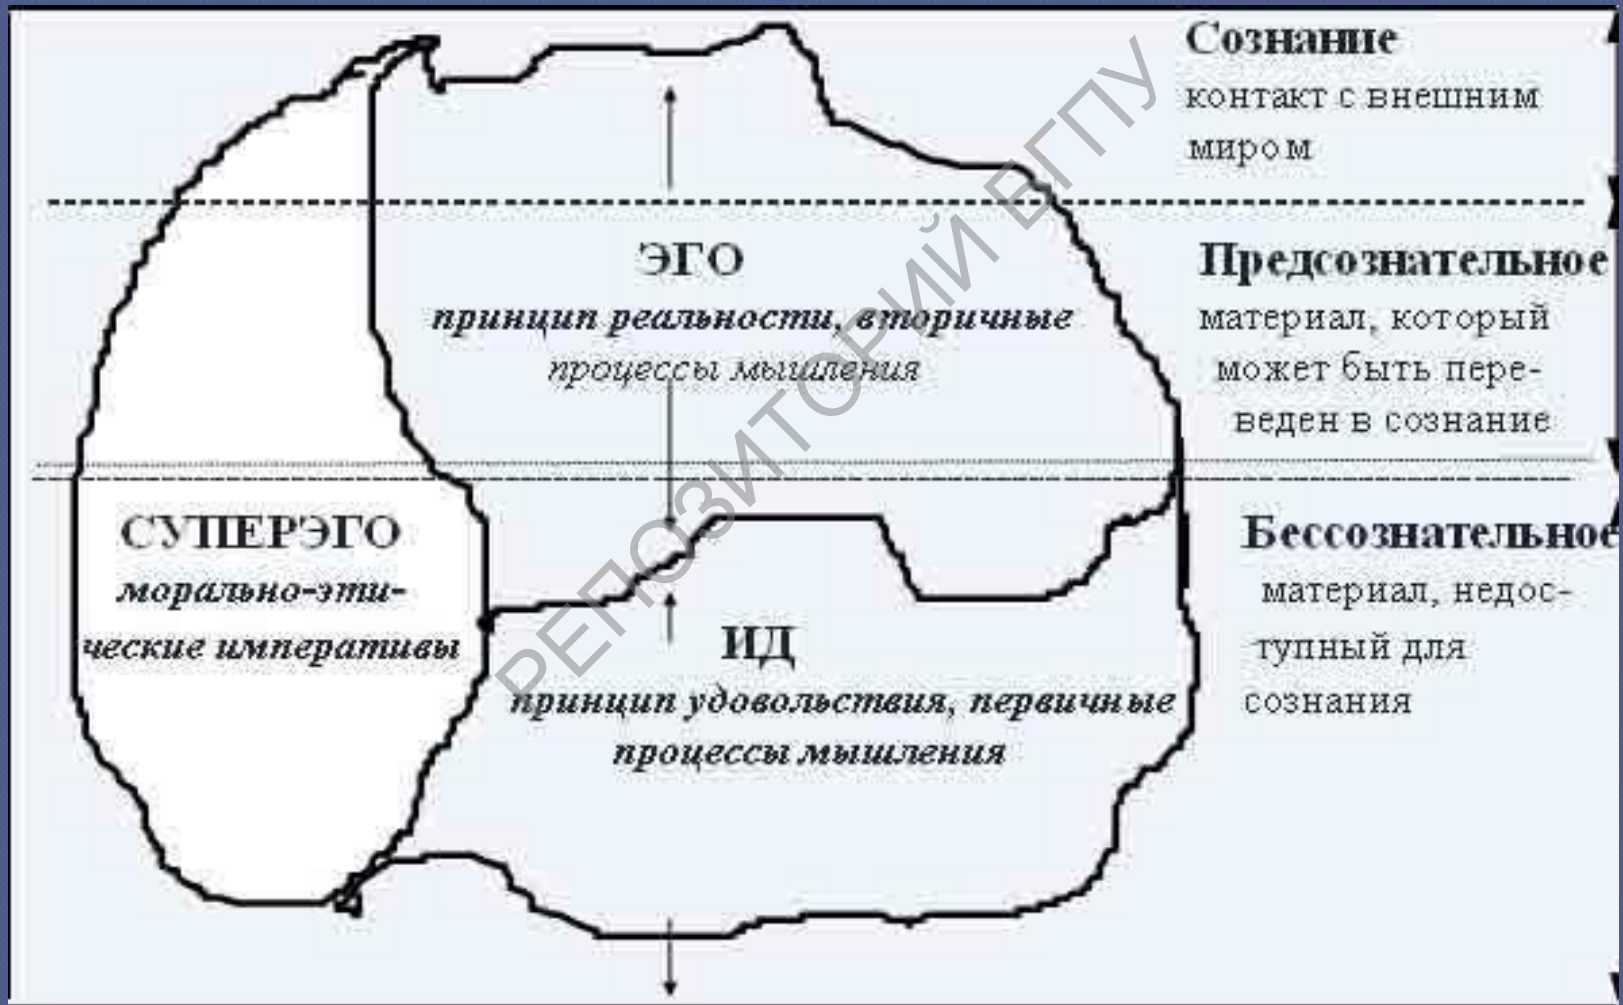 Сознание
контакт с внешним
миром
ЭГО
принцип реальности, вторичные
процессы мышления
Предсознательное
материал, который
может быть пере-
веден в сознание
СУПЕРЭГО
морально-эти-
ческие императивы
ИД
принцип удовольствия, первичные
процессы мышления
Бессознательное
материал, недос-
тупный для
сознания
РЕПОЗИТОРИЙ ВГПУ